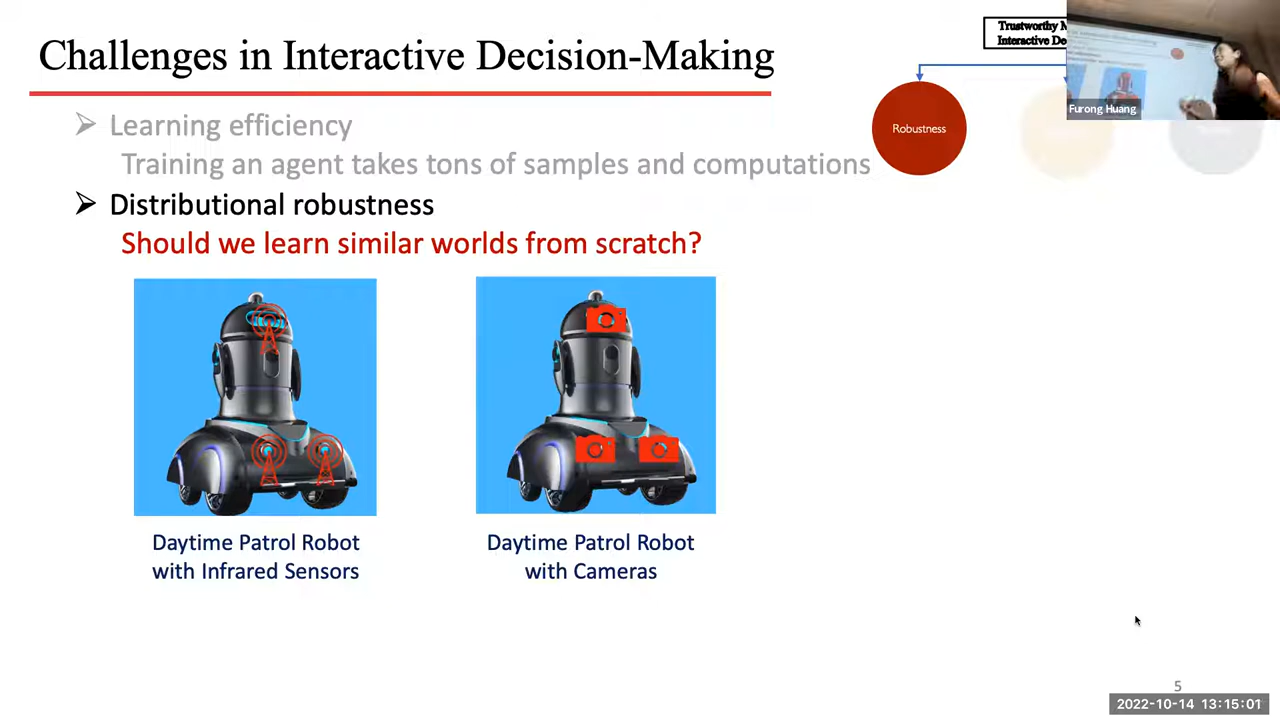 Challenges in Interactive Decision-Making
Trustworthy
Interactive
Furong Huang
Robustness
➢ Learning efficiency
Training an agent takes tons of samples and computations
➢ Distributional robustness
Should we learn similar worlds from scratch?
Daytime Patrol Robot
with Infrared Sensors
Daytime Patrol Robot
with Cameras
5
2022-10-14 13:15:01